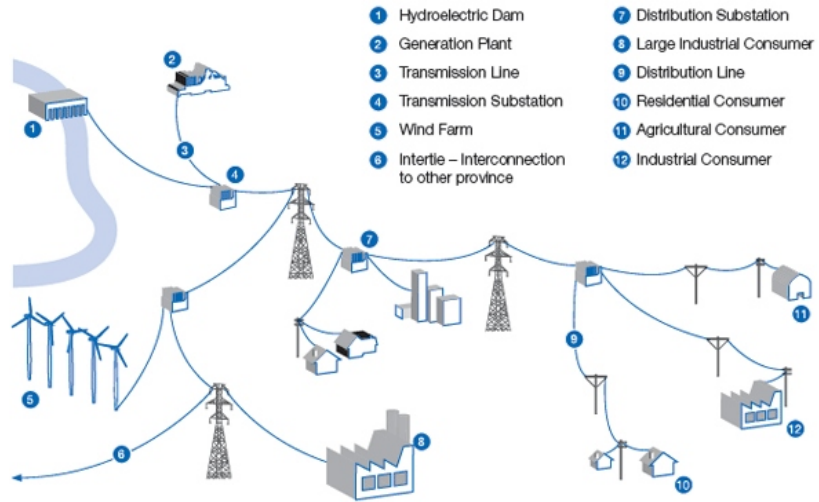 1 Hydroelectric Dam
2 Generation Plant
3 Transmission Line
4 Transmission Substation
5 Wind Farm
6 Intertie – Interconnection
to other province
7 Distribution Substation
8 Large Industrial Consumer
9 Distribution Line
10 Residential Consumer
11 Agricultural Consumer
12 Industrial Consumer
2
1
3
4
7
9
11
5
6
8
12
10